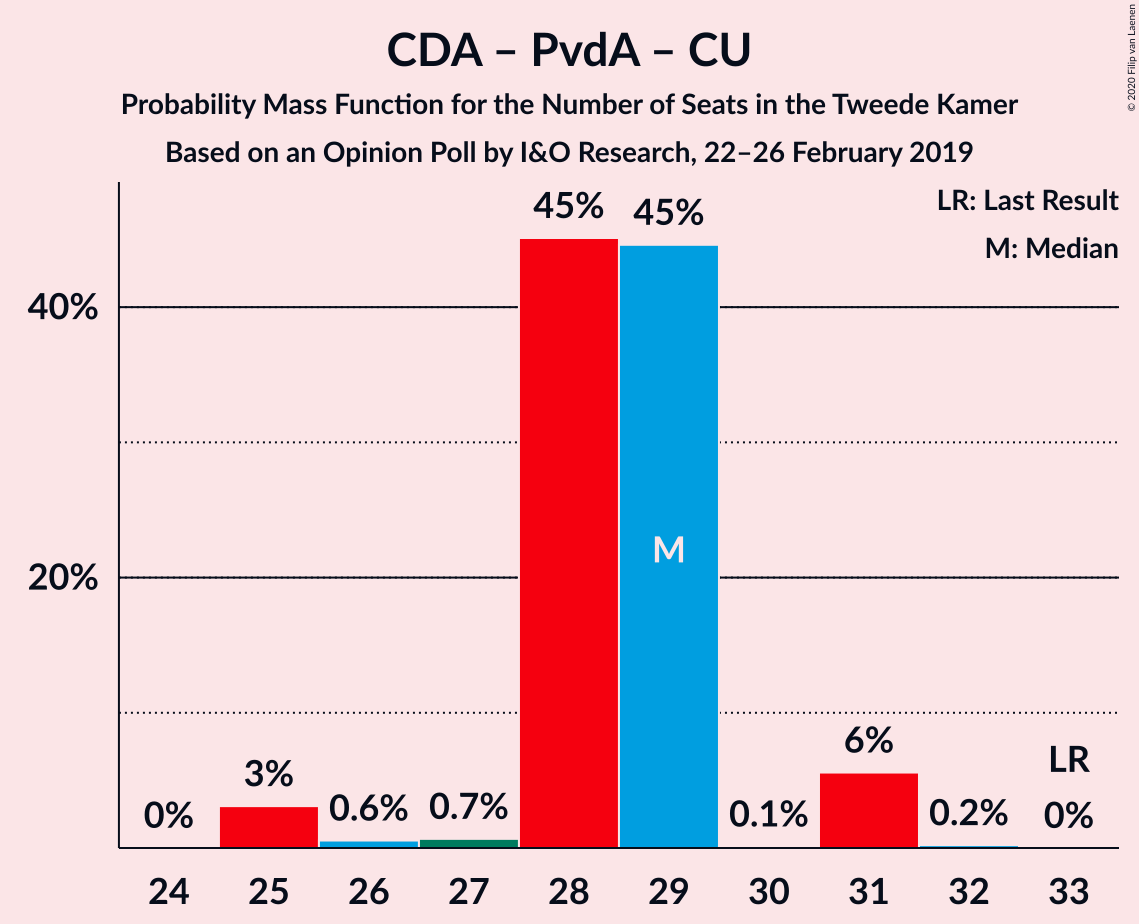 CDA – PvdA – CU
Probability Mass Function for the Number of Seats in the Tweede Kamer
Based on an Opinion Poll by I&O Research, 22–26 February 2019
© 2020 Filip van Laenen
LR: Last Result
M: Median
40%
20%
0%
3%
0.6%
0.7%
45%
45%
M
0.1%
6%
0.2%
LR
0%
24 25 26 27 28 29 30 31 32 33